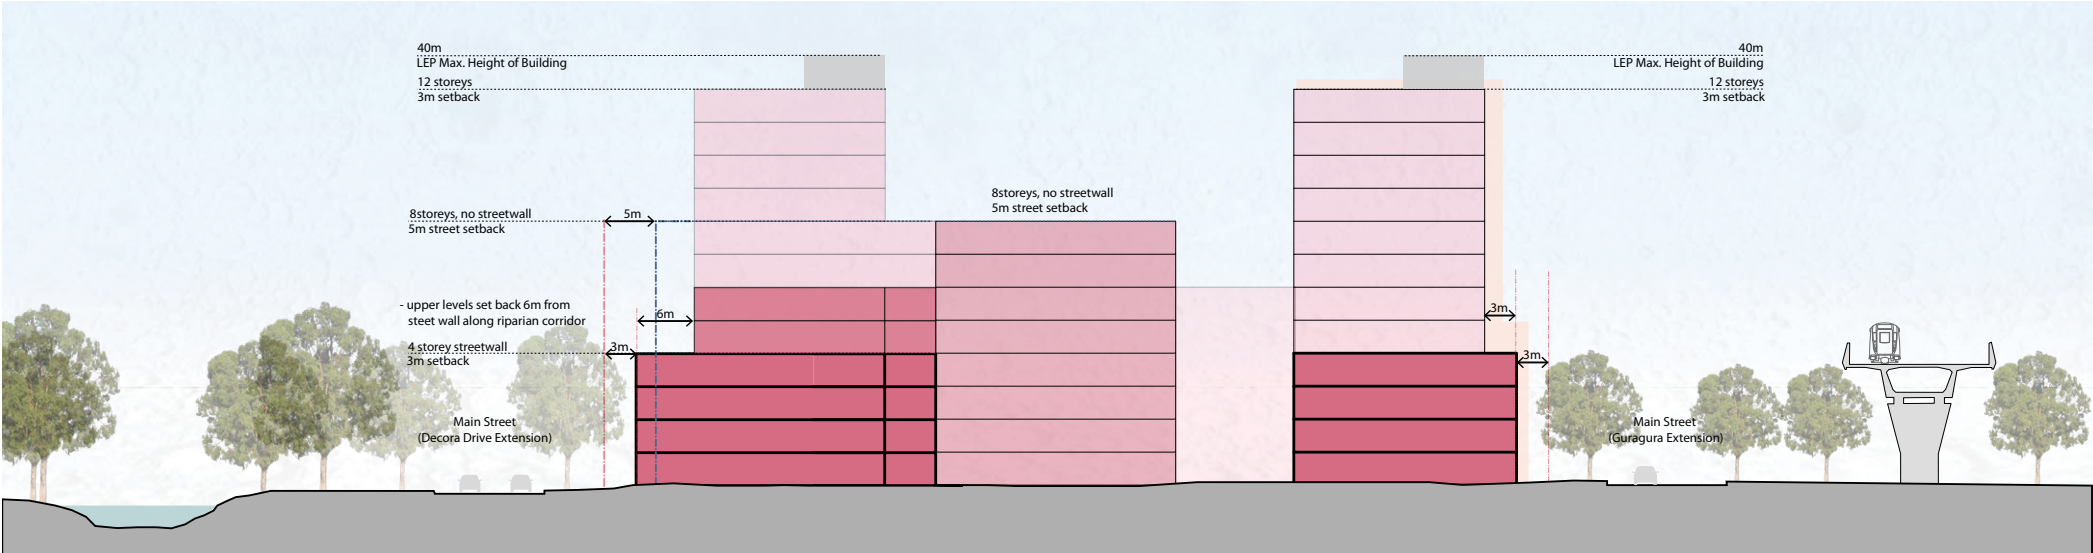 40m
LEP Max. Height of Building
12 storeys
3m setback
40m
LEP Max. Height of Building
12 storeys
3m setback
8storeys, no streetwall
5m street setback
8storeys, no streetwall
5m street setback
5m
- upper levels set back 6m from
steet wall along riparian corridor
6m
4 storey streetwall
3m setback
3m
3m
3m
Main Street
(Decora Drive Extension)
Main Street
(Guragura Extension)